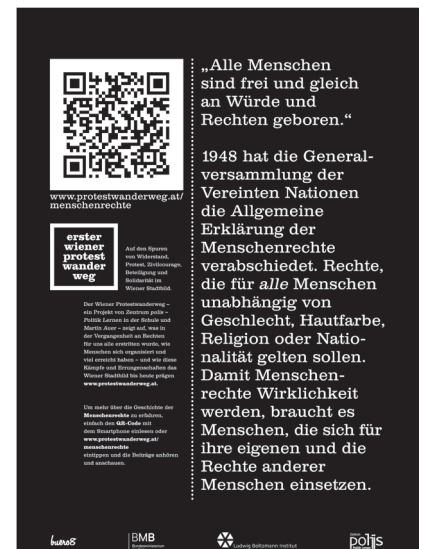 www.protestwanderweg.at/
menschenrechte
erster
wiener
protest
wander
weg
Auf den Spuren
von Widerstand,
Protest, Zivilcourage,
Beteiligung und
Solidarität im
Wiener Stadtbild.
Der Wiener Protestwanderweg –
ein Projekt von Zentrum polis –
Politik Lernen in der Schule und
Martin Auer – zeigt auf, was in
der Vergangenheit an Rechten
für uns alle erstritten wurde, wie
Menschen sich organisiert und
viel erreicht haben – und wie diese
Kämpfe und Errungenschaften das
Wiener Stadtbild bis heute prägen
www.protestwanderweg.at.
Um mehr über die Geschichte der
Menschenrechte zu erfahren,
einfach den QR-Code mit
dem Smartphone einlesen oder
www.protestwanderweg.at/
menschenrechte
eintippen und die Beiträge anhören
und anschauen.
„Alle Menschen
sind frei und gleich
an Würde und
Rechten geboren.“
1948 hat die General-
versammlung der
Vereinten Nationen
die Allgemeine
Erklärung der
Menschenrechte
verabschiedet. Rechte,
die für alle Menschen
unabhängig von
Geschlecht, Hautfarbe,
Religion oder Natio-
nalität gelten sollen.
Damit Menschen-
rechte Wirklichkeit
werden, braucht es
Menschen, die sich für
ihre eigenen und die
Rechte anderer
Menschen einsetzen.
buero8
BMB
Ludwig Boltzmann Institut
polis